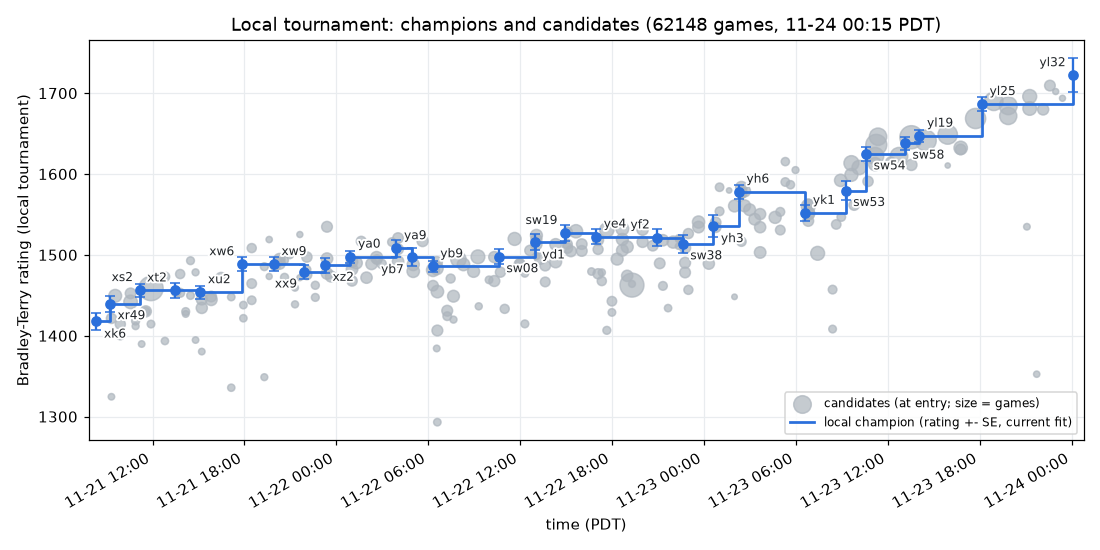 Local tournament: champions and candidates (62148 games, 11-24 00:15 PDT)
Bradley-Terry rating (local tournament)
1700
1600
1500
1400
1300
yl32
yl25
yl19
sw58
sw54
yh6
yk1
sw53
sw19
ye4
yf2
yh3
sw38
yd1
sw08
ya0
ya9
yb9
yb7
xw6
xw9
xz2
xx9
xs2
xt2
xu2
xr49
xk6
candidates (at entry; size = games)
local champion (rating +- SE, current fit)
11-21 12:00
11-21 18:00
11-22 00:00
11-22 06:00
11-22 12:00
11-22 18:00
11-23 00:00
11-23 06:00
11-23 12:00
11-23 18:00
11-24 00:00
time (PDT)